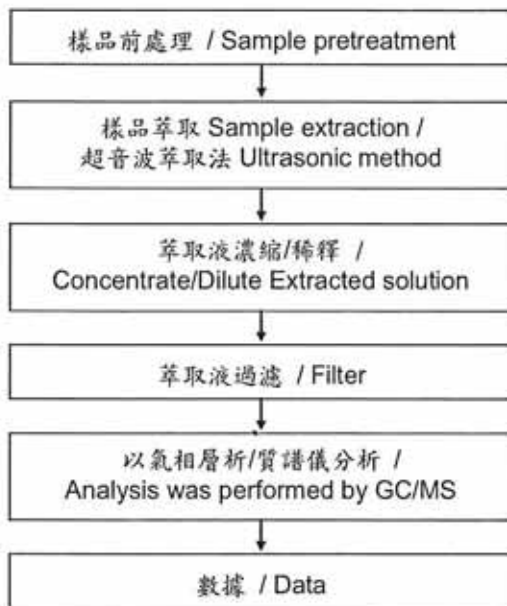 樣品前處理 / Sample pretreatment
樣品萃取 Sample extraction /
超音波萃取法 Ultrasonic method
萃取液濃縮/稀釋 /
Concentrate/Dilute Extracted solution
萃取液過濾 / Filter
以氣相層析/質譜儀分析 /
Analysis was performed by GC/MS
數據 / Data